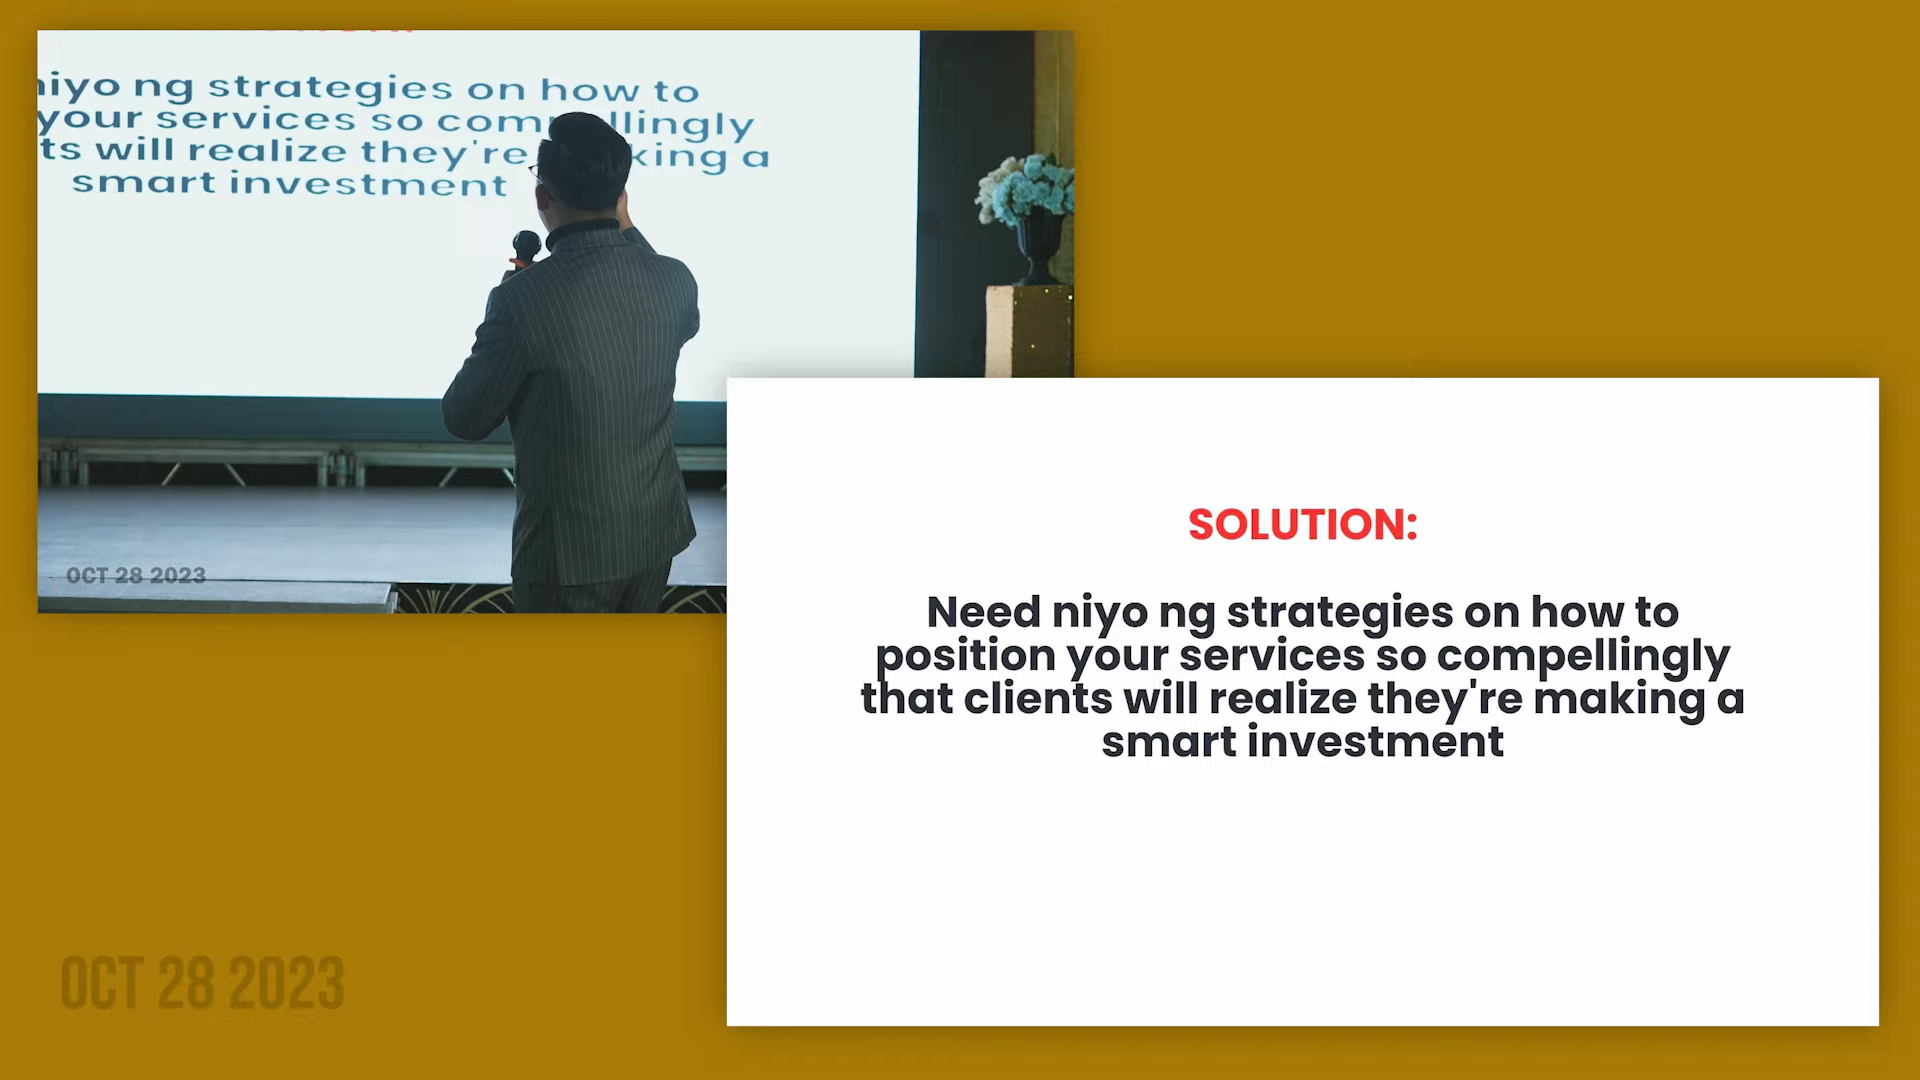 niyo ng strategies on how to
your services so compellingly
ts will realize they're making a
smart investment
OCT 28 2023
SOLUTION:
Need niyo ng strategies on how to
position your services so compellingly
that clients will realize they're making a
smart investment
OCT 28 2023